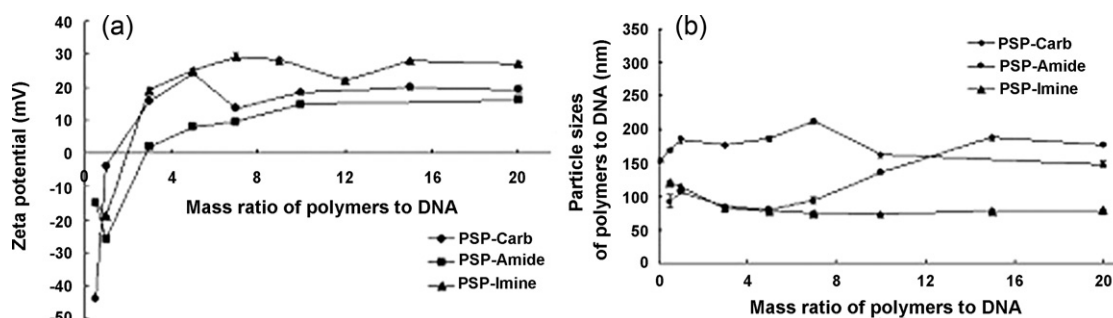 (a)
Zeta potential (mV)
40
30
20
10
0
-10
-20
-30
-40
-50
4
8
12
16
20
Mass ratio of polymers to DNA
PSP-Carb
PSP-Amide
PSP-Imine
(b)
Particle sizes
of polymers to DNA (nm)
350
300
250
200
150
100
50
0
0
4
8
12
16
20
Mass ratio of polymers to DNA
PSP-Carb
PSP-Amide
PSP-Imine